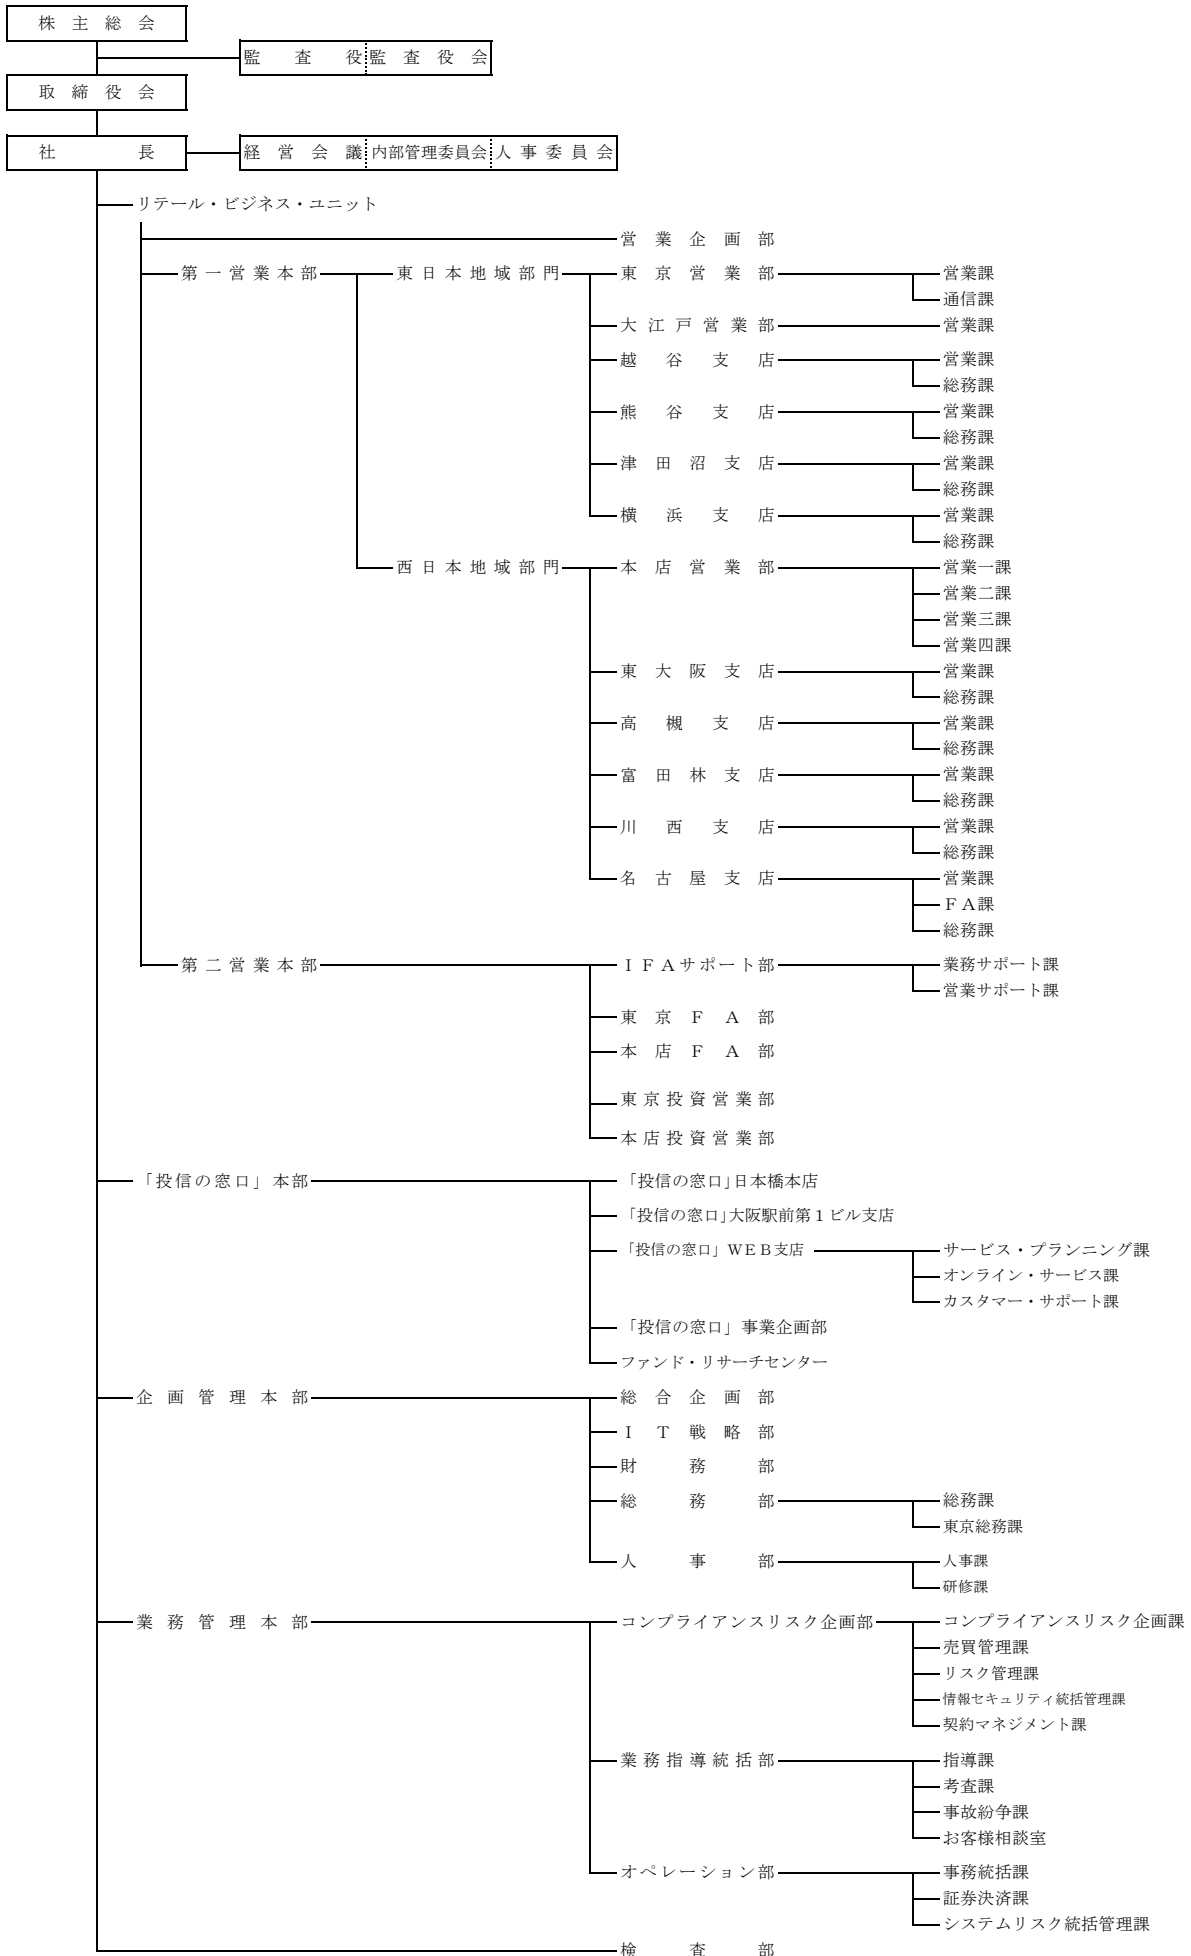 株主総会
監査役 監査役会
取締役会
社長 経営会議 内部管理委員会 人事委員会
リテール・ビジネス・ユニット
営業企画部
第一営業本部 東日本地域部門 東京営業部 営業課
通信課
大江戸営業部 営業課
越谷支店 営業課
総務課
熊谷支店 営業課
総務課
津田沼支店 営業課
総務課
横浜支店 営業課
総務課
西日本地域部門 本店営業部 営業一課
営業二課
営業三課
営業四課
東大阪支店 営業課
総務課
高槻支店 営業課
総務課
富田林支店 営業課
総務課
川西支店 営業課
総務課
名古屋支店 営業課
ＦＡ課
総務課
第二営業本部 ＩＦＡサポート部 業務サポート課
営業サポート課
東京ＦＡ部
本店ＦＡ部
東京投資営業部
本店投資営業部
「投信の窓口」本部 「投信の窓口」日本橋本店
「投信の窓口」大阪駅前第１ビル支店
「投信の窓口」ＷＥＢ支店 サービス・プランニング課
オンライン・サービス課
カスタマー・サポート課
「投信の窓口」事業企画部
ファンド・リサーチセンター
企画管理本部 総合企画部
ＩＴ戦略部
財務部
総務部 総務課
東京総務課
人事部 人事課
研修課
業務管理本部 コンプライアンスリスク企画部 コンプライアンスリスク企画課
売買管理課
リスク管理課
情報セキュリティ統括管理課
契約マネジメント課
業務指導統括部 指導課
考査課
事故紛争課
お客様相談室
オペレーション部 事務統括課
証券決済課
システムリスク統括管理課
検査部